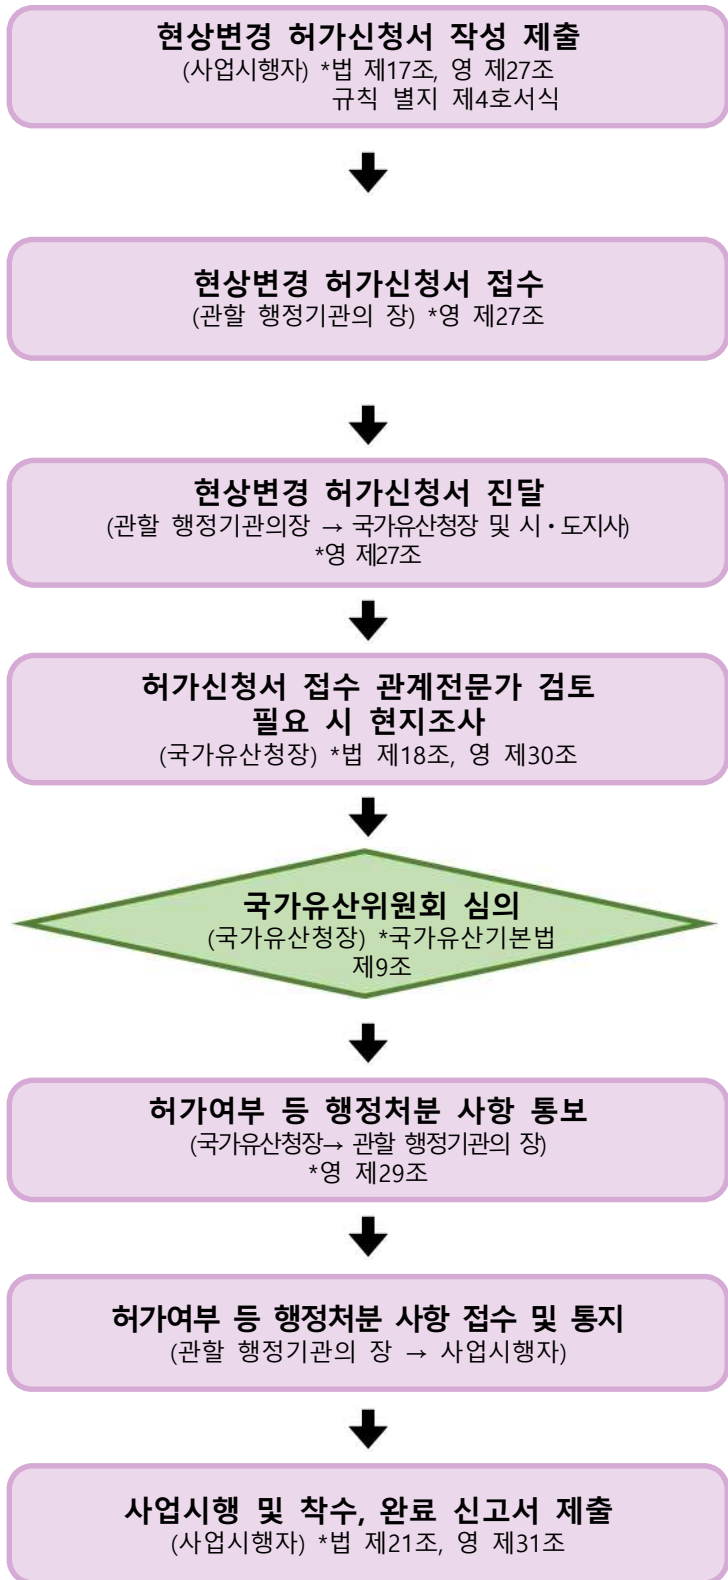 현상변경 허가신청서 작성 제출
(사업시행자) *법 제17조, 영 제27조
규칙 별지 제4호서식
현상변경 허가신청서 접수
(관할 행정기관의 장) *영 제27조
현상변경 허가신청서 진달
(관할 행정기관의장 → 국가유산청장 및 시・도지사)
*영 제27조
허가신청서 접수 관계전문가 검토
필요 시 현지조사
(국가유산청장) *법 제18조, 영 제30조
국가유산위원회 심의
(국가유산청장) *국가유산기본법
제9조
허가여부 등 행정처분 사항 통보
(국가유산청장→ 관할 행정기관의 장)
*영 제29조
허가여부 등 행정처분 사항 접수 및 통지
(관할 행정기관의 장 → 사업시행자)
사업시행 및 착수, 완료 신고서 제출
(사업시행자) *법 제21조, 영 제31조